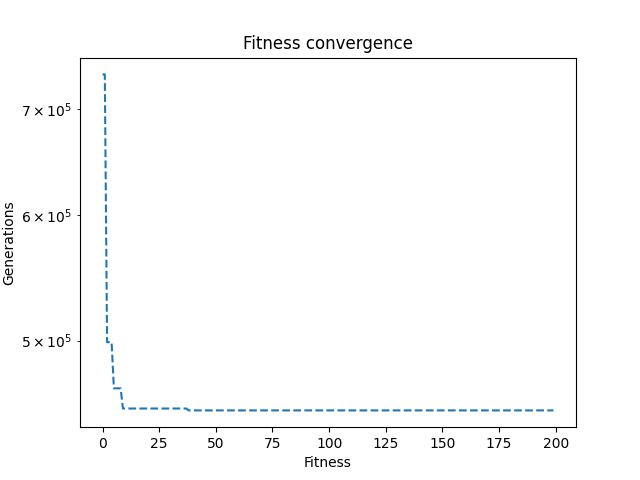 Fitness convergence
Generations
7 × 10⁵
6 × 10⁵
5 × 10⁵
0 25 50 75 100 125 150 175 200
Fitness